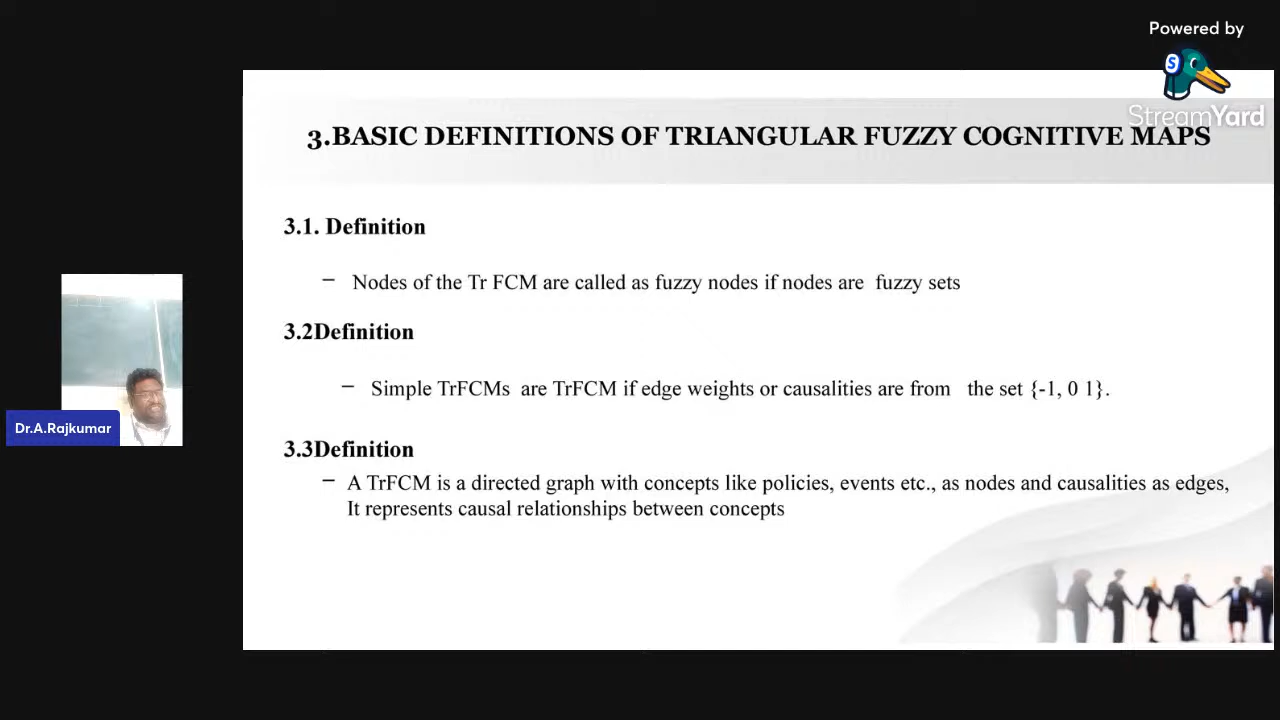 Powered by
StreamYard
3.BASIC DEFINITIONS OF TRIANGULAR FUZZY COGNITIVE MAPS
3.1. Definition
– Nodes of the Tr FCM are called as fuzzy nodes if nodes are fuzzy sets
3.2Definition
– Simple TrFCMs are TrFCM if edge weights or causalities are from the set {-1, 0 1}.
3.3Definition
– A TrFCM is a directed graph with concepts like policies, events etc., as nodes and causalities as edges,
It represents causal relationships between concepts
Dr.A.Rajkumar